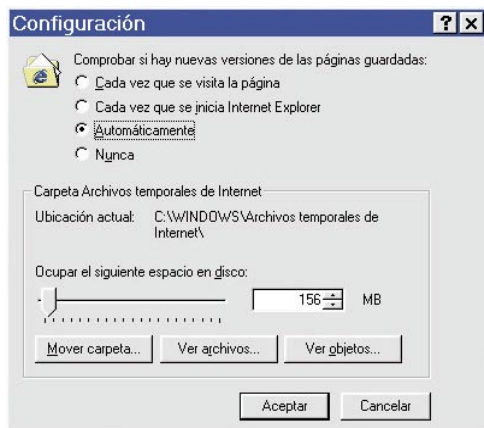 Configuración
Comprobar si hay nuevas versiones de las páginas guardadas:
Cada vez que se visita la página
Cada vez que se inicia Internet Explorer
Automáticamente
Nunca
Carpeta Archivos temporales de Internet
Ubicación actual: C:\WINDOWS\Archivos temporales de
Internet\
Ocupar el siguiente espacio en disco:
156 MB
Mover carpeta... Ver archivos... Ver objetos...
Aceptar Cancelar